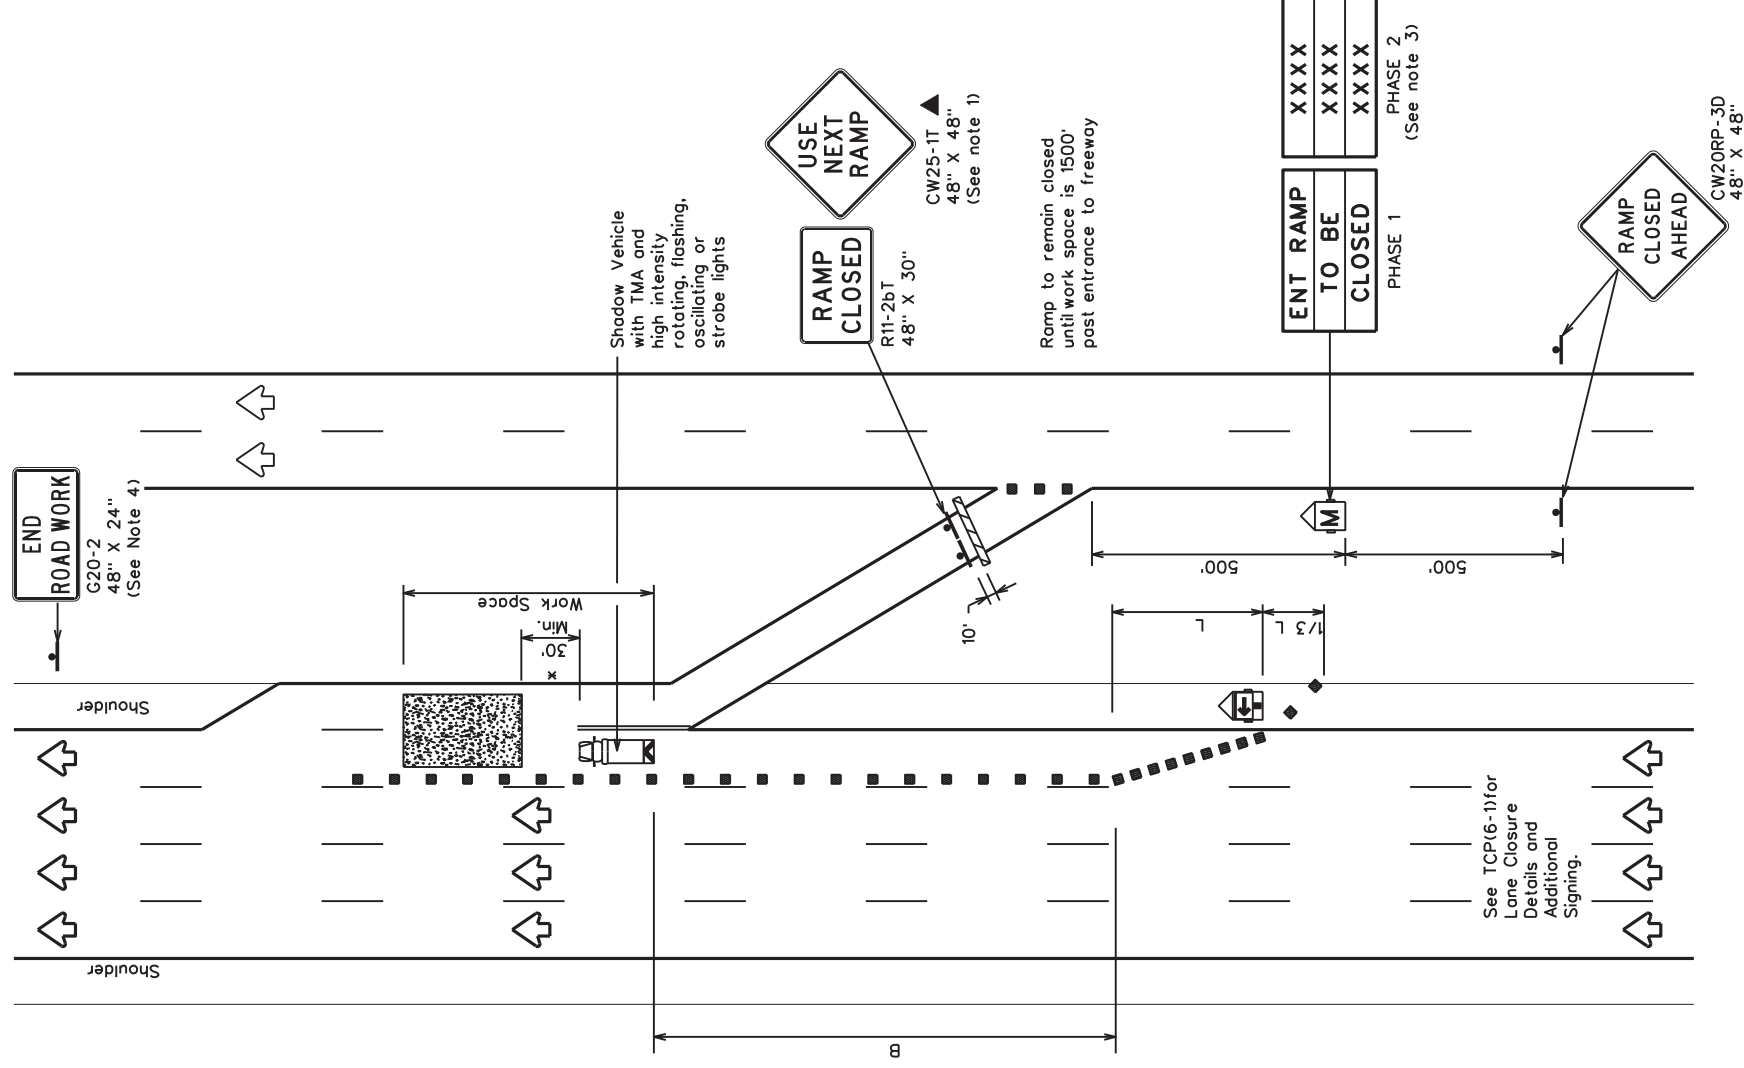 END
ROAD WORK
G20-2
48" X 24"
(See Note 4)
Shoulder
Shoulder
Work Space
30'
Min.
*
Shadow Vehicle
with TMA and
high intensity
rotating, flashing,
oscillating or
strobe lights
RAMP
CLOSED
R11-2bT
48" X 30"
USE
NEXT
RAMP
CW25-1T
48" X 48"
(See note 1)
10'
Ramp to remain closed
until work space is 1500'
past entrance to freeway
B
L
1/3 L
500'
500'
M
ENT RAMP
TO BE
CLOSED
PHASE 1
XXXX
XXXX
XXXX
PHASE 2
(See note 3)
See TCP(6-1)for
Lane Closure
Details and
Additional
Signing.
RAMP
CLOSED
AHEAD
CW20RP-3D
48" X 48"